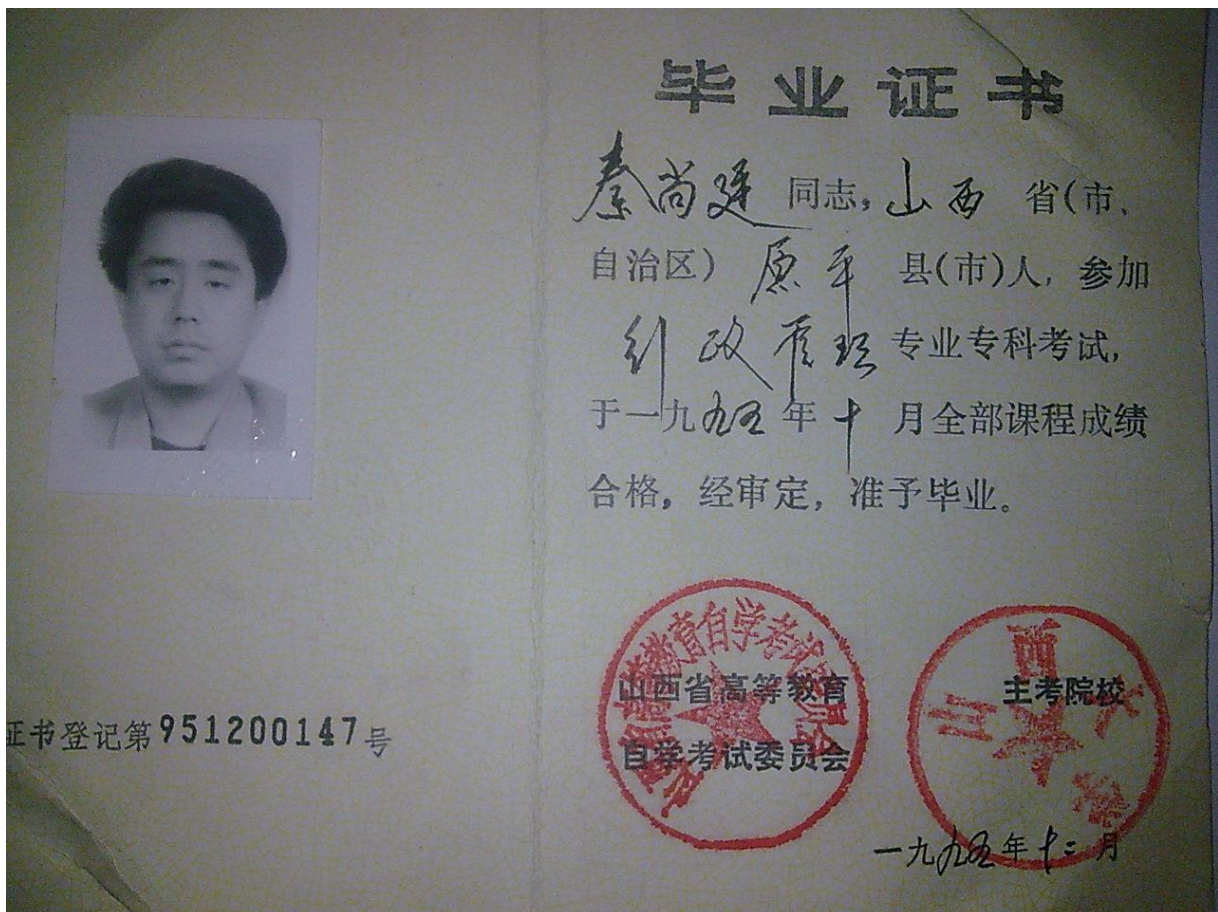 毕业证书
秦尚廷同志，山西省(市、
自治区)原平县(市)人，参加
行政管理专业专科考试，
于一九九五年十月全部课程成绩
合格，经审定，准予毕业。
山西省高等教育
自学考试委员会
主考院校
山西大学
一九九五年十二月
证书登记第951200147号